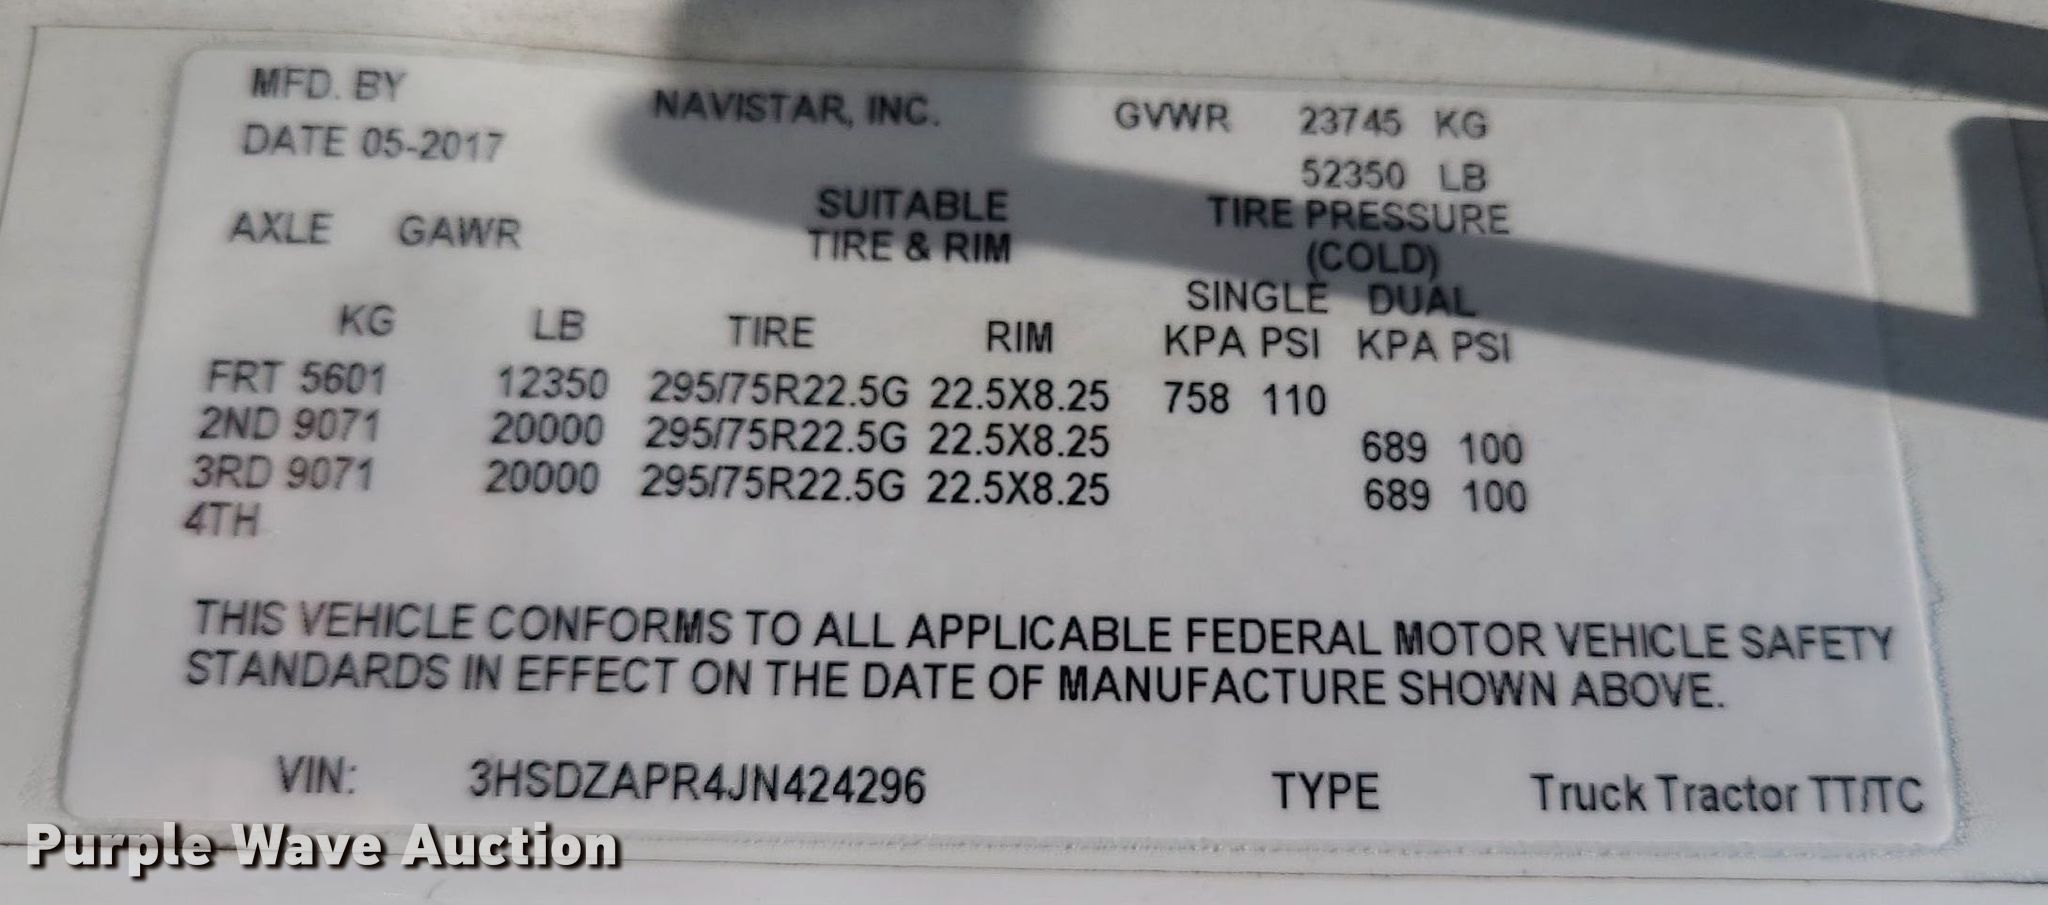 MFD. BY NAVISTAR, INC. GVWR 23745 KG
DATE 05-2017 52350 LB
AXLE GAWR SUITABLE TIRE PRESSURE
TIRE & RIM (COLD)
SINGLE DUAL
KG LB TIRE RIM KPA PSI KPA PSI
FRT 5601 12350 295/75R22.5G 22.5X8.25 758 110
2ND 9071 20000 295/75R22.5G 22.5X8.25 689 100
3RD 9071 20000 295/75R22.5G 22.5X8.25 689 100
4TH
THIS VEHICLE CONFORMS TO ALL APPLICABLE FEDERAL MOTOR VEHICLE SAFETY
STANDARDS IN EFFECT ON THE DATE OF MANUFACTURE SHOWN ABOVE.
VIN: 3HSDZAPR4JN424296 TYPE Truck Tractor TT/TC
Purple Wave Auction